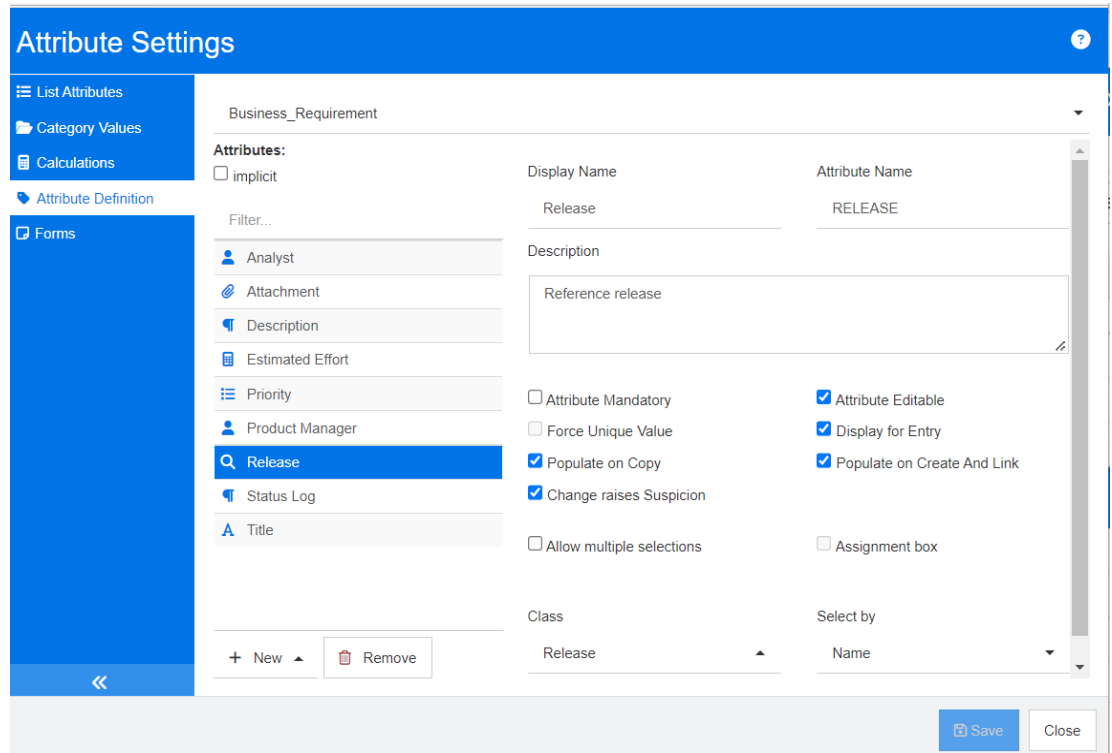 Attribute Settings
?
List Attributes
Category Values
Calculations
Attribute Definition
Forms
Business_Requirement
Attributes:
implicit
Filter...
Analyst
Attachment
Description
Estimated Effort
Priority
Product Manager
Release
Status Log
A Title
+ New
Remove
Display Name
Attribute Name
Release
RELEASE
Description
Reference release
Attribute Mandatory
Attribute Editable
Force Unique Value
Display for Entry
Populate on Copy
Populate on Create And Link
Change raises Suspicion
Allow multiple selections
Assignment box
Class
Select by
Release
Name
Save
Close